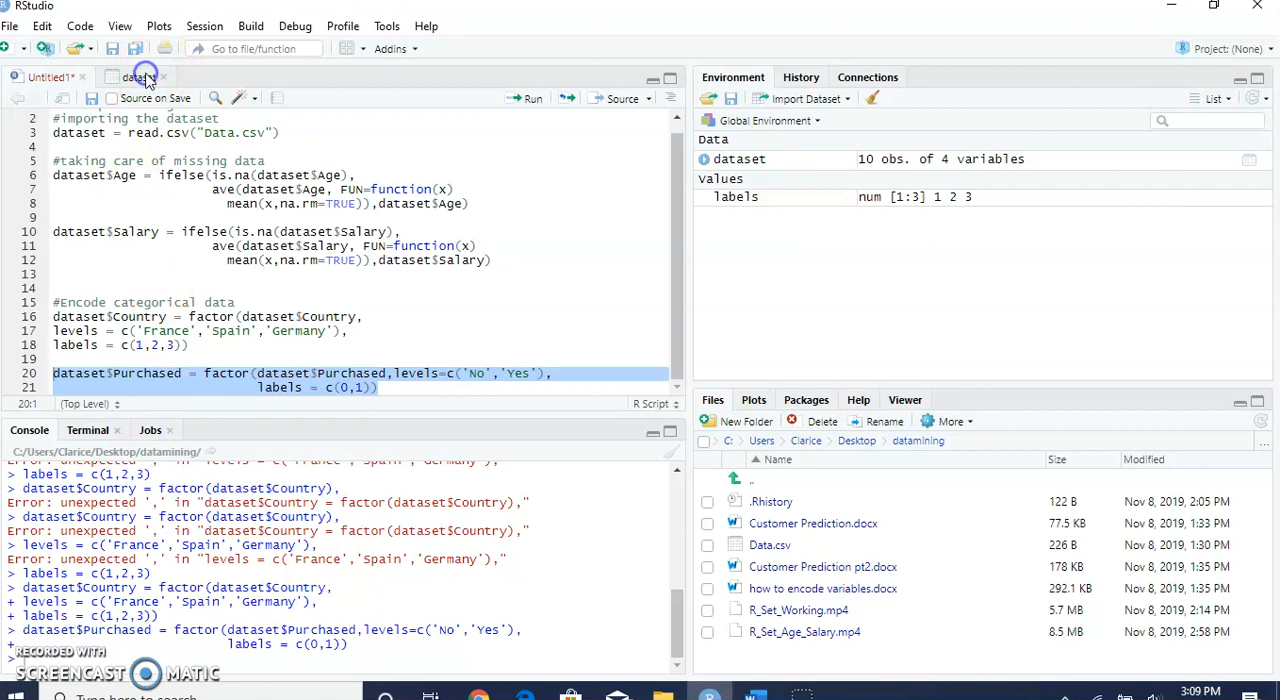 RStudio
File Edit Code View Plots Session Build Debug Profile Tools Help
Go to file/function Addins Project: (None)
Untitled1* dataset
Source on Save Run Source
2 #importing the dataset
3 dataset = read.csv("Data.csv")
4
5 #taking care of missing data
6 dataset$Age = ifelse(is.na(dataset$Age),
7 ave(dataset$Age, FUN=function(x)
8 mean(x,na.rm=TRUE)),dataset$Age)
9
10 dataset$Salary = ifelse(is.na(dataset$Salary),
11 ave(dataset$Salary, FUN=function(x)
12 mean(x,na.rm=TRUE)),dataset$Salary)
13
14
15 #Encode categorical data
16 dataset$Country = factor(dataset$Country,
17 levels = c('France','Spain','Germany'),
18 labels = c(1,2,3))
19
20 dataset$Purchased = factor(dataset$Purchased,levels=c('No','Yes'),
21 labels = c(0,1))
20:1 (Top Level) R Script
Console Terminal Jobs
C:/Users/Clarice/Desktop/datamining/
Error: unexpected ',' in "levels = c('France','Spain','Germany'),"
> labels = c(1,2,3)
> dataset$Country = factor(dataset$Country),
Error: unexpected ',' in "dataset$Country = factor(dataset$Country),"
> dataset$Country = factor(dataset$Country),
Error: unexpected ',' in "dataset$Country = factor(dataset$Country),"
> levels = c('France','Spain','Germany'),
Error: unexpected ',' in "levels = c('France','Spain','Germany'),"
> labels = c(1,2,3)
> dataset$Country = factor(dataset$Country,
+ levels = c('France','Spain','Germany'),
+ labels = c(1,2,3))
> dataset$Purchased = factor(dataset$Purchased,levels=c('No','Yes'),
+ labels = c(0,1))
>
RECORDED WITH
SCREENCAST MATIC
Environment History Connections
Import Dataset List
Global Environment
Data
dataset 10 obs. of 4 variables
Values
labels num [1:3] 1 2 3
Files Plots Packages Help Viewer
New Folder Delete Rename More
C: Users Clarice Desktop datamining
Name Size Modified
..
.Rhistory 122 B Nov 8, 2019, 2:05 PM
Customer Prediction.docx 77.5 KB Nov 8, 2019, 1:33 PM
Data.csv 226 B Nov 8, 2019, 1:30 PM
Customer Prediction pt2.docx 178 KB Nov 8, 2019, 1:35 PM
how to encode variables.docx 292.1 KB Nov 8, 2019, 1:35 PM
R_Set_Working.mp4 5.7 MB Nov 8, 2019, 2:14 PM
R_Set_Age_Salary.mp4 8.5 MB Nov 8, 2019, 2:58 PM
Type here to search
3:09 PM